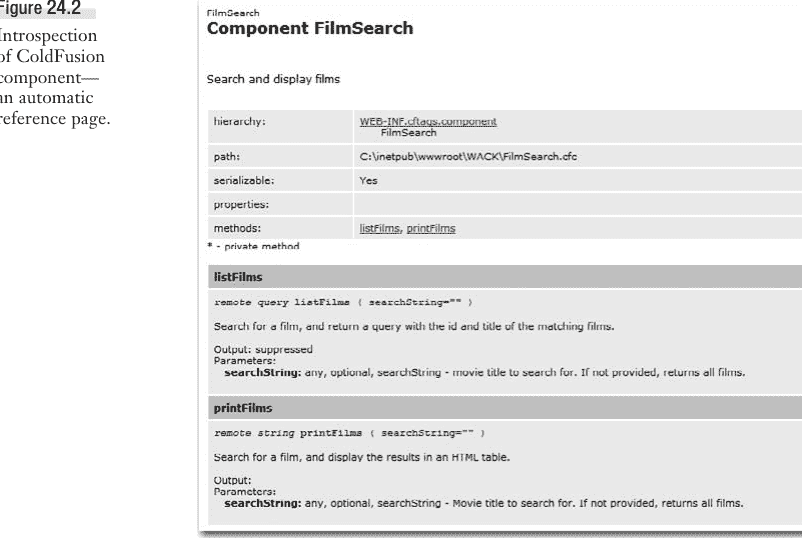 Figure 24.2
Introspection
of ColdFusion
component—
an automatic
reference page.
FilmSearch
Component FilmSearch
Search and display films
hierarchy: WEB-INF.cftags.component
FilmSearch
path: C:\inetpub\wwwroot\WACK\FilmSearch.cfc
serializable: Yes
properties:
methods: listFilms, printFilms
* - private method
listFilms
remote query listFilms ( searchString="" )
Search for a film, and return a query with the id and title of the matching films.
Output: suppressed
Parameters:
searchString: any, optional, searchString - movie title to search for. If not provided, returns all films.
printFilms
remote string printFilms ( searchString="" )
Search for a film, and display the results in an HTML table.
Output:
Parameters:
searchString: any, optional, searchString - Movie title to search for. If not provided, returns all films.